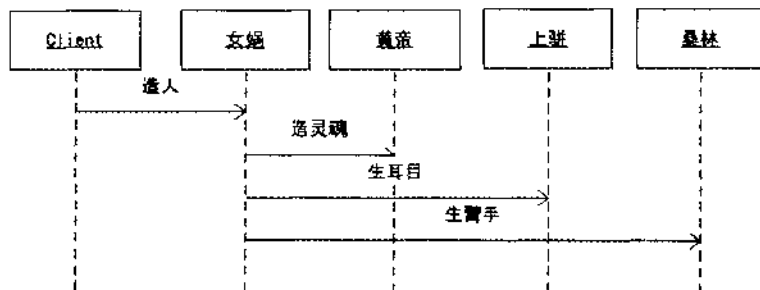 Client
女娲
黄帝
上骈
桑林
造人
造灵魂
生耳目
生臂手